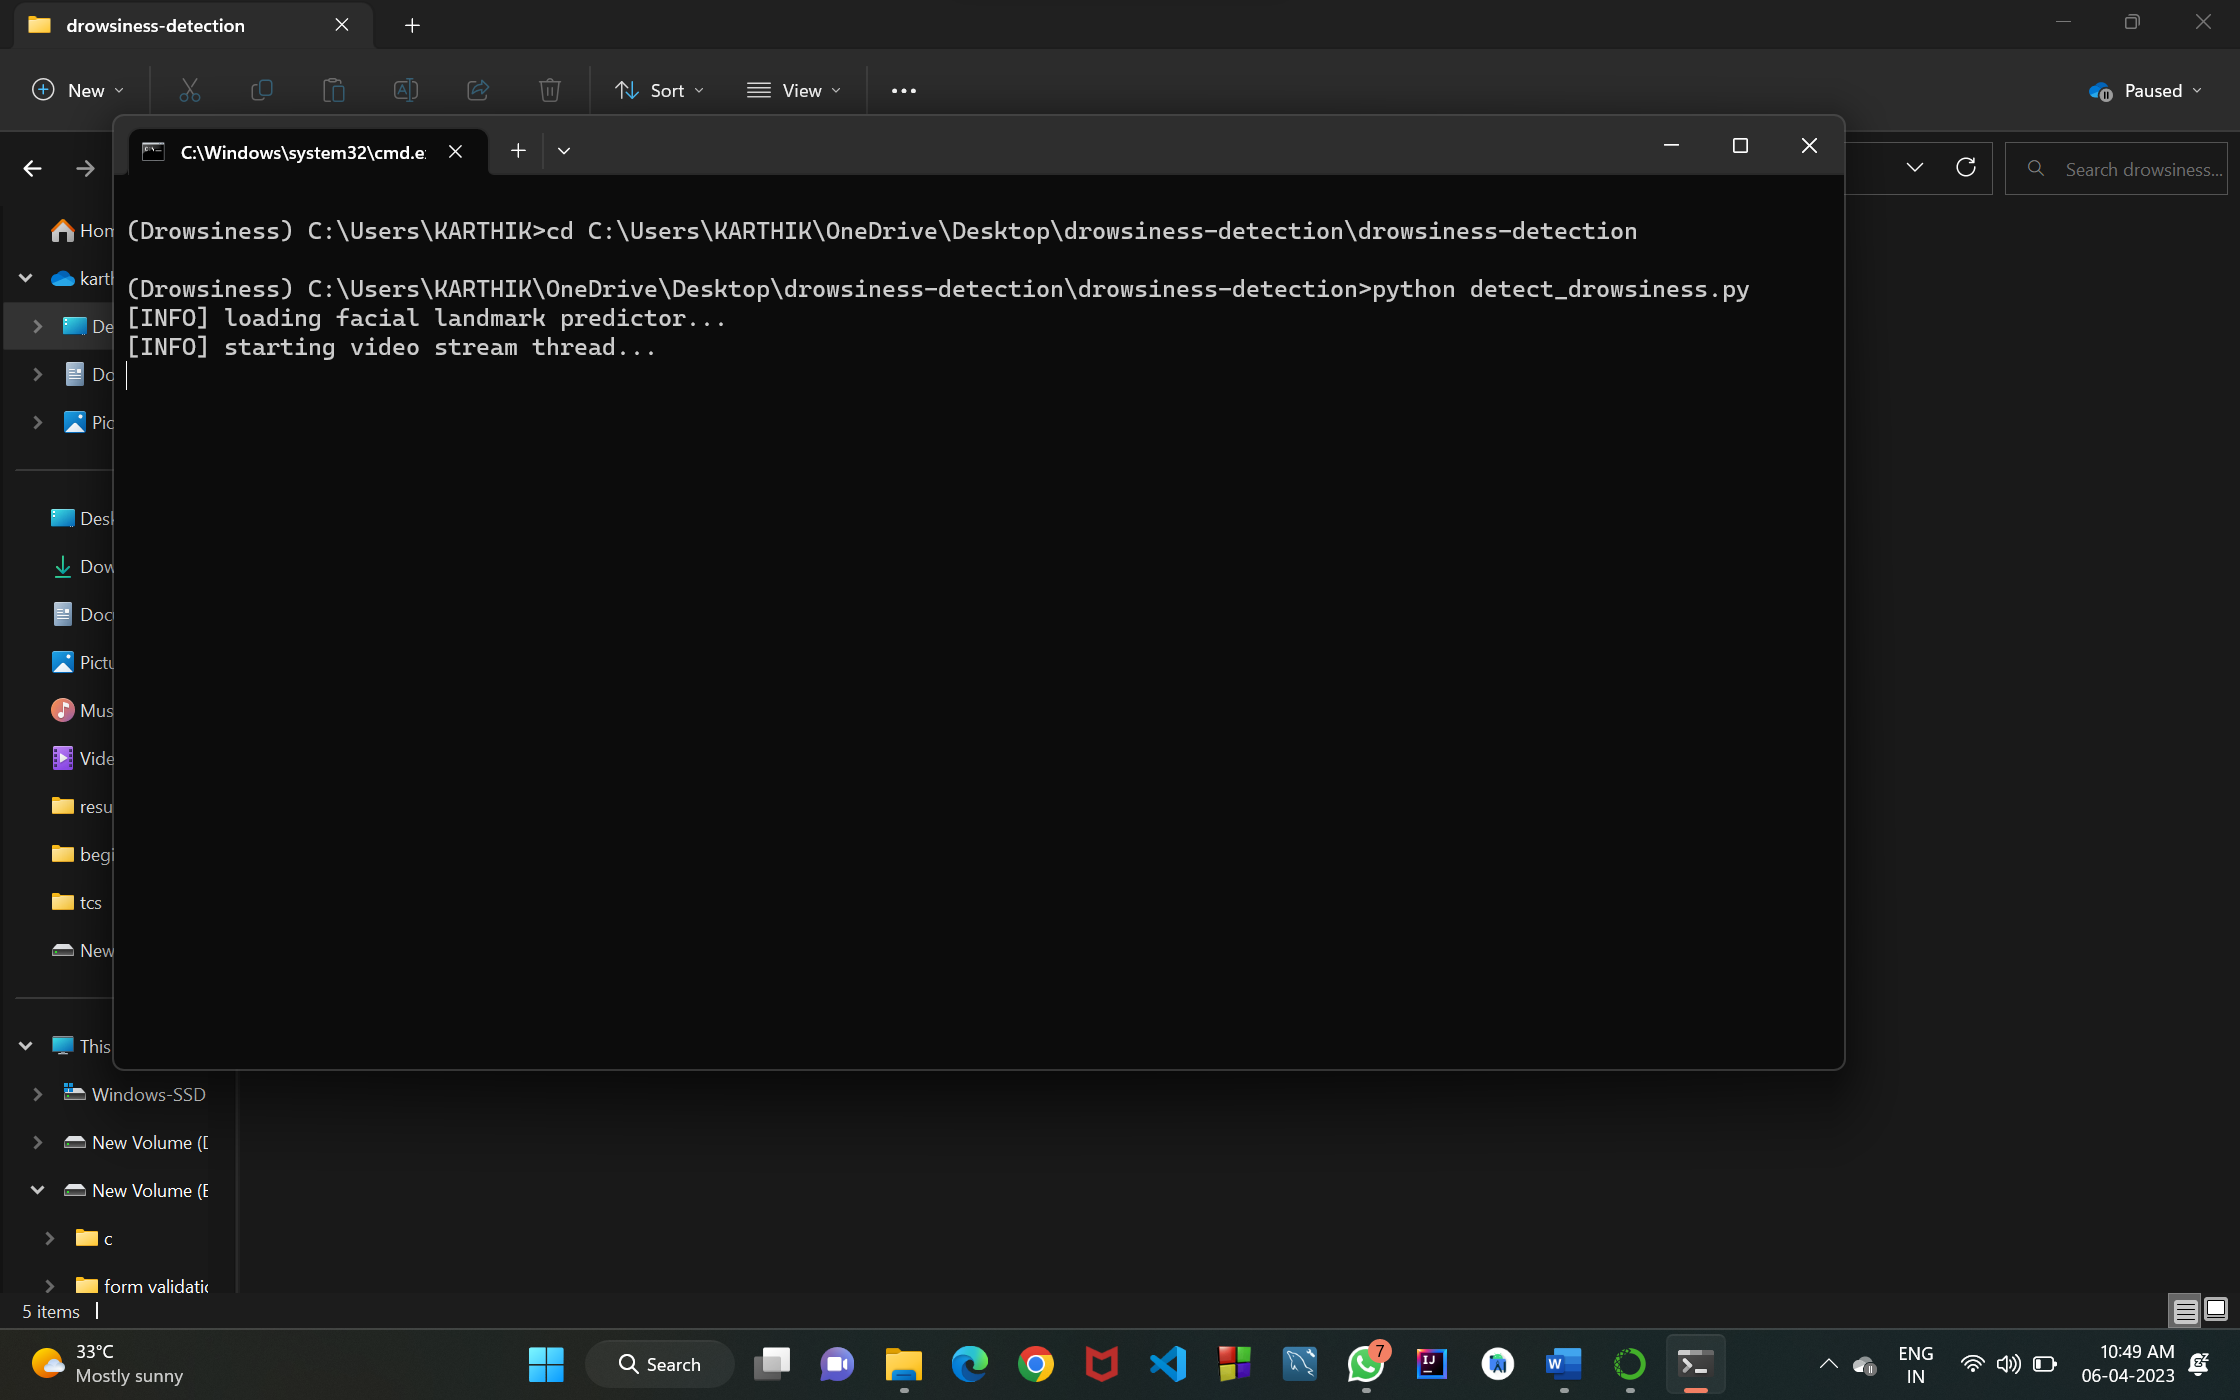 drowsiness-detection
New
Sort
View
Paused
C:\Windows\system32\cmd.e
Search drowsiness...
(Drowsiness) C:\Users\KARTHIK>cd C:\Users\KARTHIK\OneDrive\Desktop\drowsiness-detection\drowsiness-detection
(Drowsiness) C:\Users\KARTHIK\OneDrive\Desktop\drowsiness-detection\drowsiness-detection>python detect_drowsiness.py
[INFO] loading facial landmark predictor...
[INFO] starting video stream thread...
Hom
karth
De
Do
Pic
Desk
Dow
Docu
Pictu
Mus
Vide
resu
begi
tcs
New
This
Windows-SSD
New Volume (D
New Volume (E
c
form validatio
5 items
33°C
Mostly sunny
Search
7
ENG
IN
10:49 AM
06-04-2023